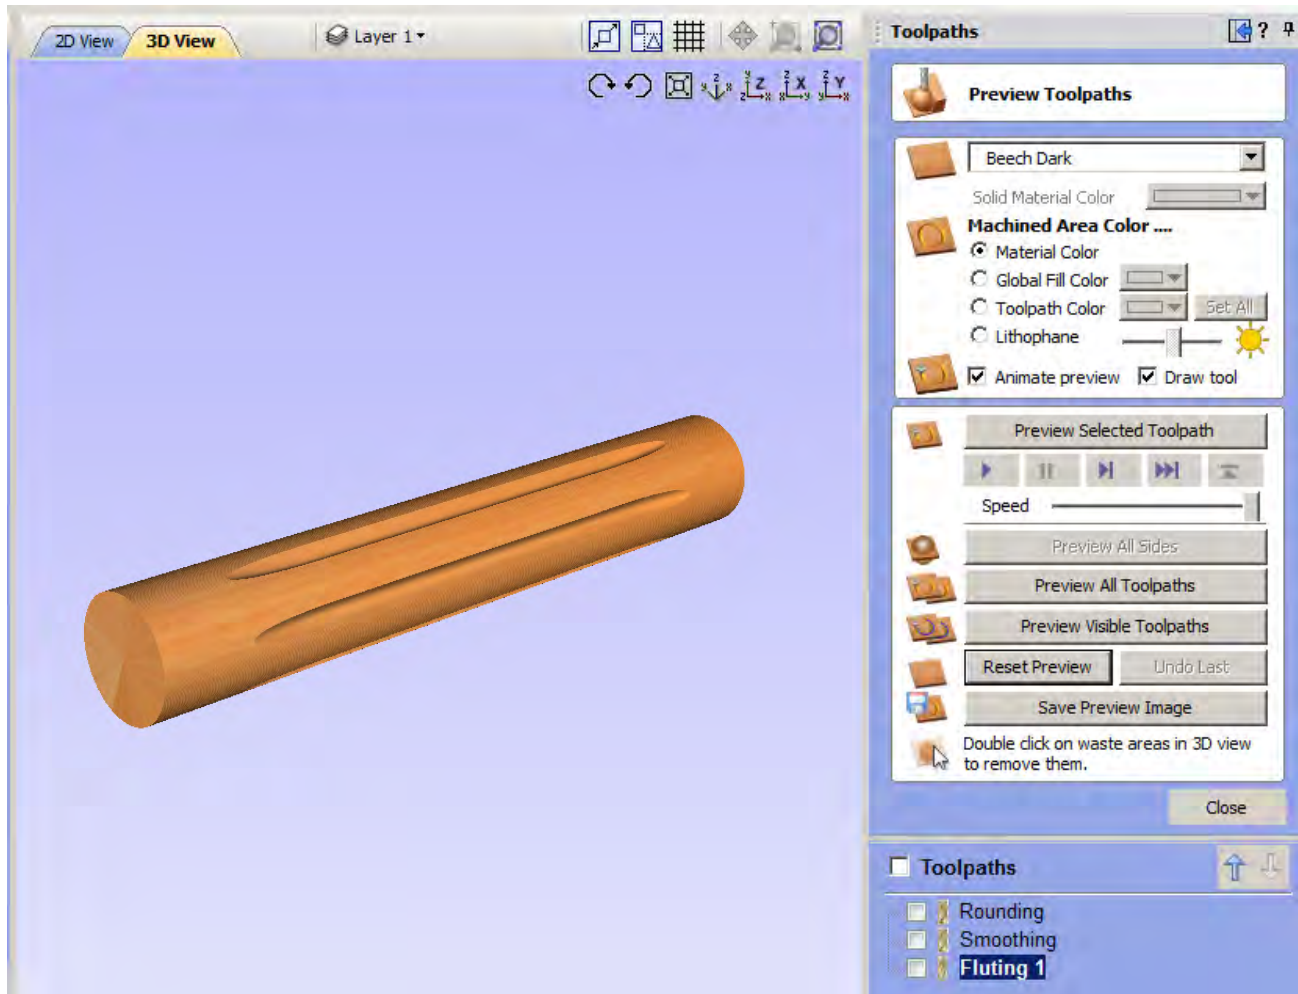 2D View
3D View
Layer 1
Toolpaths
?
Preview Toolpaths
Beech Dark
Solid Material Color
Machined Area Color ....
Material Color
Global Fill Color
Toolpath Color
Set All
Lithophane
Animate preview
Draw tool
Preview Selected Toolpath
Speed
Preview All Sides
Preview All Toolpaths
Preview Visible Toolpaths
Reset Preview
Undo Last
Save Preview Image
Double click on waste areas in 3D view
to remove them.
Close
Toolpaths
Rounding
Smoothing
Fluting 1